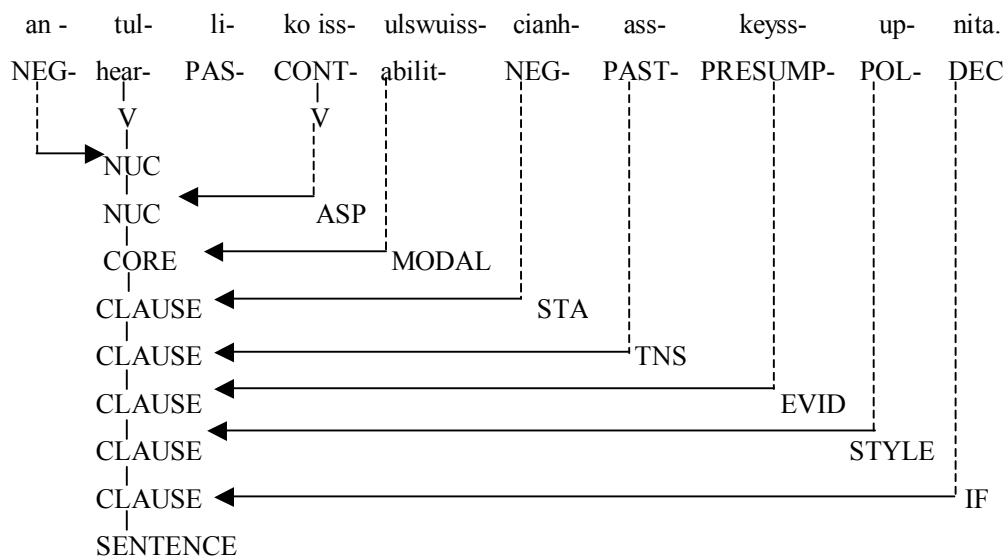 an - tul- li- ko iss- ulswuiss- cianh- ass- keyss- up- nita.
NEG- hear- PAS- CONT- abilit- NEG- PAST- PRESUMP- POL- DEC
V V
NUC
NUC ASP
CORE MODAL
CLAUSE STA
CLAUSE TNS
CLAUSE EVID
CLAUSE STYLE
CLAUSE IF
SENTENCE